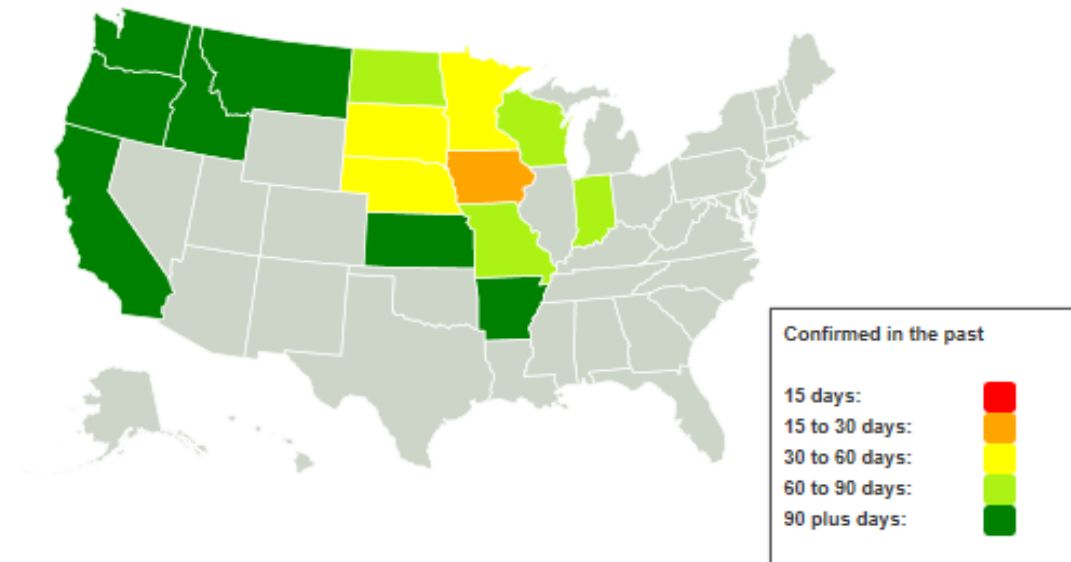 Confirmed in the past
15 days:
15 to 30 days:
30 to 60 days:
60 to 90 days:
90 plus days: